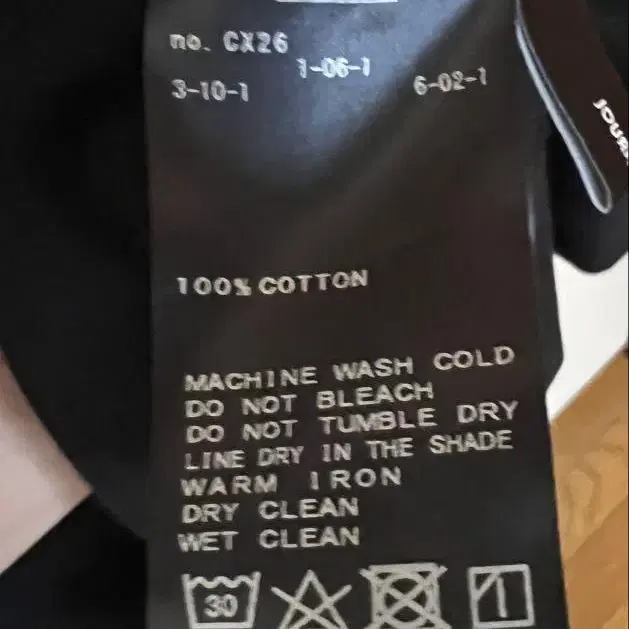 no. CX26
1-06-1
3-10-1
6-02-1
100% COTTON
MACHINE WASH COLD
DO NOT BLEACH
DO NOT TUMBLE DRY
LINE DRY IN THE SHADE
WARM IRON
DRY CLEAN
WET CLEAN
30